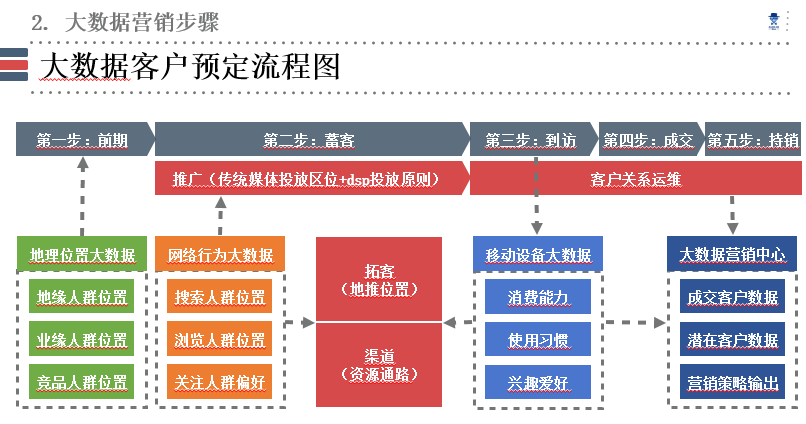 2. 大数据营销步骤
大数据客户预定流程图
第一步：前期
第二步：蓄客
第三步：到访
第四步：成交
第五步：持销
推广（传统媒体投放区位+dsp投放原则）
客户关系运维
地理位置大数据
地缘人群位置
业缘人群位置
竞品人群位置
网络行为大数据
搜索人群位置
浏览人群位置
关注人群偏好
拓客
（地推位置）
渠道
（资源通路）
移动设备大数据
消费能力
使用习惯
兴趣爱好
大数据营销中心
成交客户数据
潜在客户数据
营销策略输出